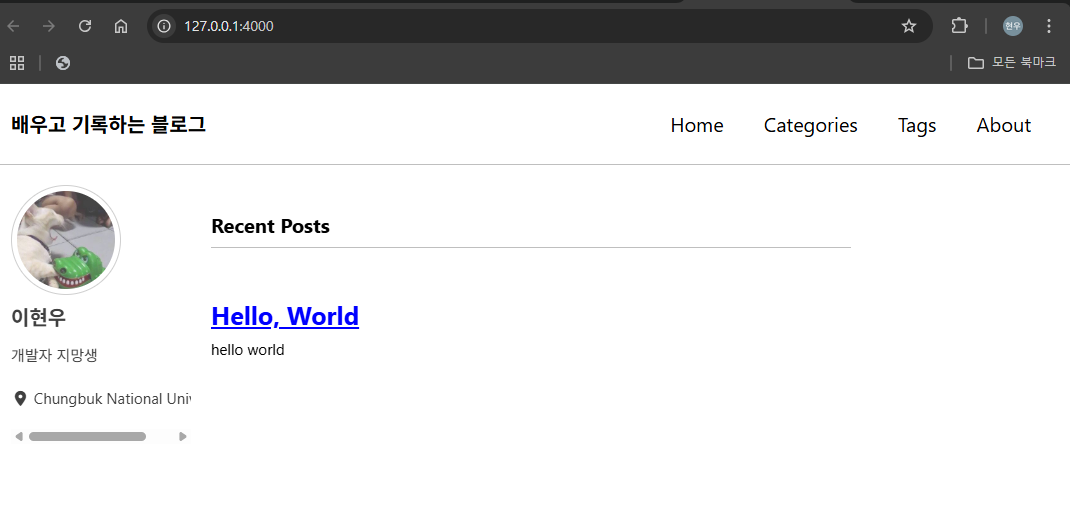 127.0.0.1:4000
현우
모든 북마크
배우고 기록하는 블로그
Home Categories Tags About
Recent Posts
이현우
Hello, World
개발자 지망생
hello world
Chungbuk National Univ